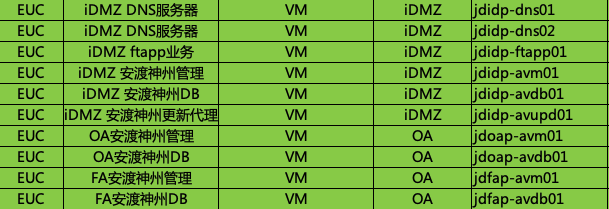 EUC iDMZ DNS服务器 VM iDMZ jdidp-dns01
EUC iDMZ DNS服务器 VM iDMZ jdidp-dns02
EUC iDMZ ftapp业务 VM iDMZ jdidp-ftapp01
EUC iDMZ 安渡神州管理 VM iDMZ jdidp-avm01
EUC iDMZ 安渡神州DB VM iDMZ jdidp-avdb01
EUC iDMZ 安渡神州更新代理 VM iDMZ jdidp-avupd01
EUC OA安渡神州管理 VM OA jdoap-avm01
EUC OA安渡神州DB VM OA jdoap-avdb01
EUC FA安渡神州管理 VM OA jdfap-avm01
EUC FA安渡神州DB VM OA jdfap-avdb01